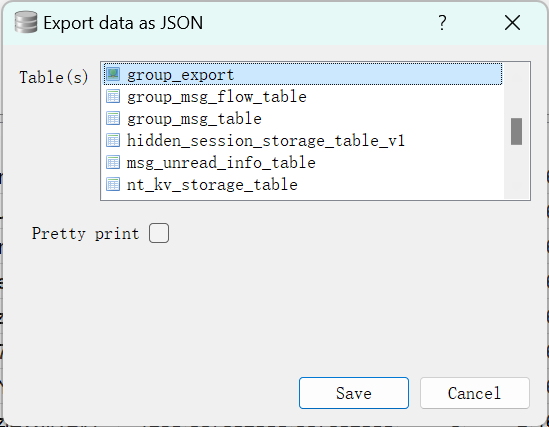 Export data as JSON
?
Table(s)
group_export
group_msg_flow_table
group_msg_table
hidden_session_storage_table_v1
msg_unread_info_table
nt_kv_storage_table
Pretty print
Save
Cancel